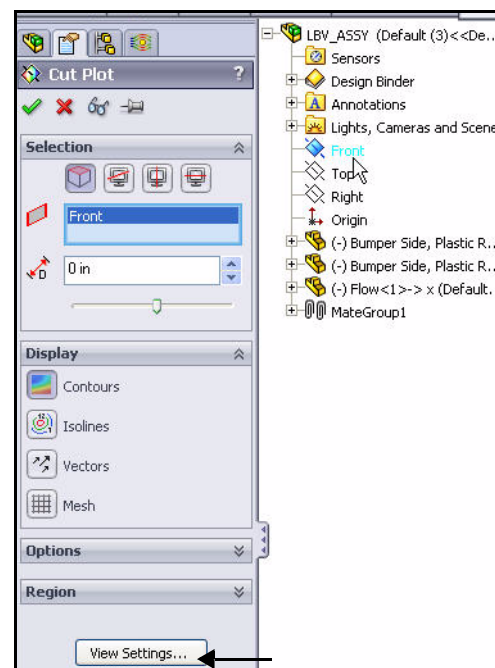 Cut Plot ?
Selection
Front
D 0 in
Display
Contours
Isolines
Vectors
Mesh
Options
Region
View Settings...
LBV_ASSY (Default (3)<<De...
Sensors
Design Binder
A Annotations
Lights, Cameras and Scene
Front
Top
Right
Origin
(-) Bumper Side, Plastic R...
(-) Bumper Side, Plastic R...
(-) Flow<1>-> x (Default...
MateGroup1